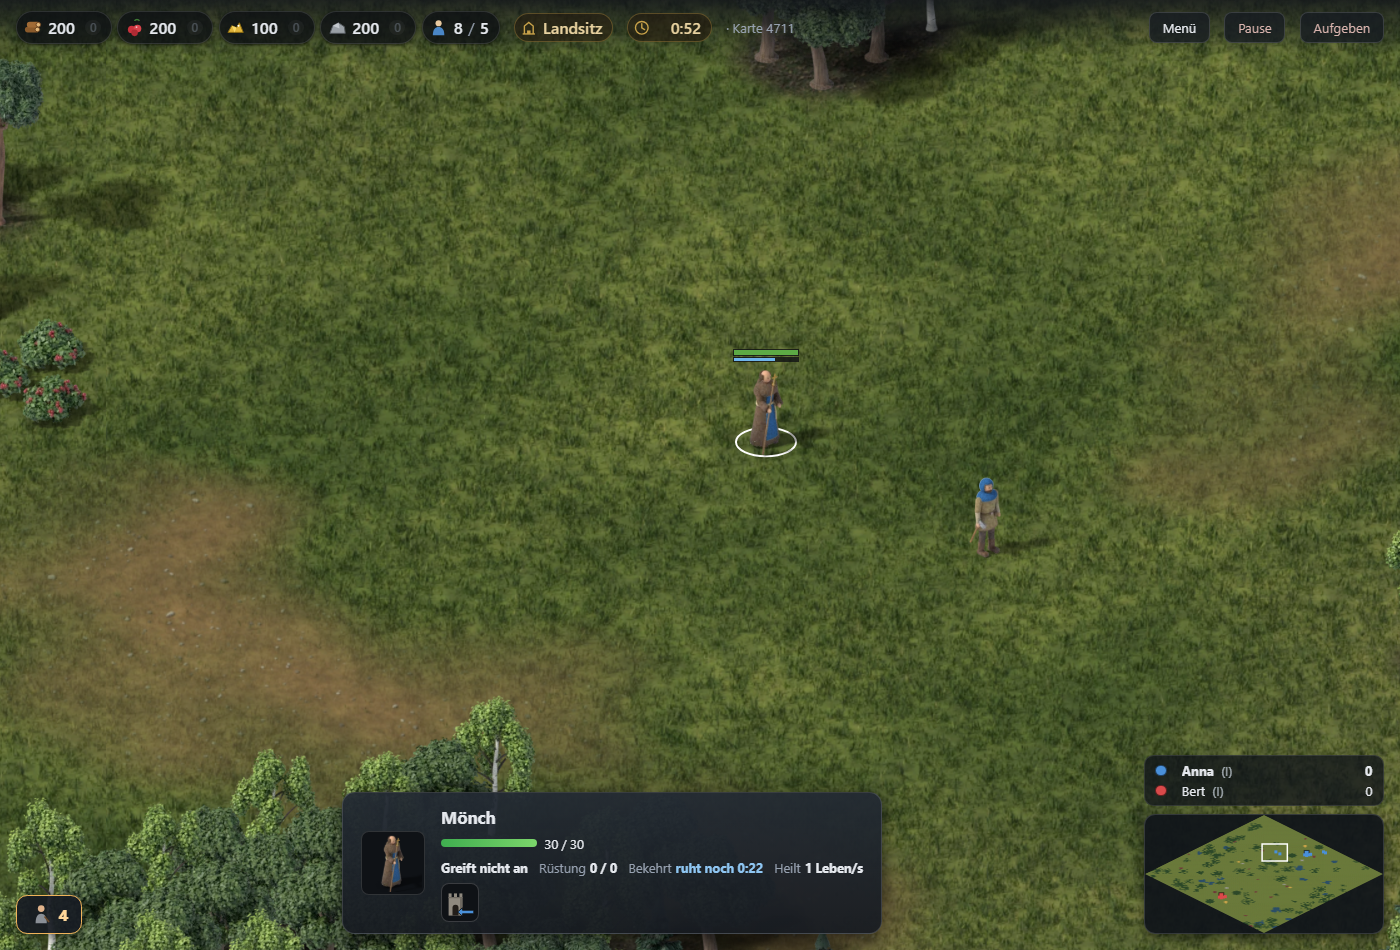 200 0 200 0 100 0 200 0 8 / 5 Landsitz 0:52 · Karte 4711 Menü Pause Aufgeben
Mönch
30 / 30
Greift nicht an Rüstung 0 / 0 Bekehrt ruht noch 0:22 Heilt 1 Leben/s
4
Anna (I) 0
Bert (I) 0